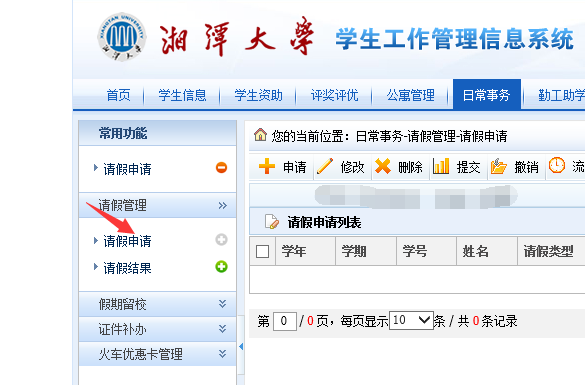 湘潭大学 学生工作管理信息系统
首页 学生信息 学生资助 评奖评优 公寓管理 日常事务 勤工助学
常用功能
请假申请
请假管理
请假申请
请假结果
假期留校
证件补办
火车优惠卡管理
您的当前位置：日常事务-请假管理-请假申请
申请 修改 删除 提交 撤销 流
请假申请列表
学年 学期 学号 姓名 请假类型
第 0 / 0 页，每页显示 10 条 / 共 0 条记录